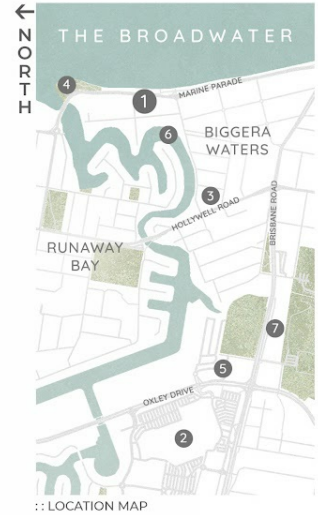 NORTH
THE BROADWATER
4
1
MARINE PARADE
6
BIGGERA
WATERS
3
HOLLYWELL ROAD
BRISBANE ROAD
RUNAWAY
BAY
7
5
OXLEY DRIVE
2
:: LOCATION MAP